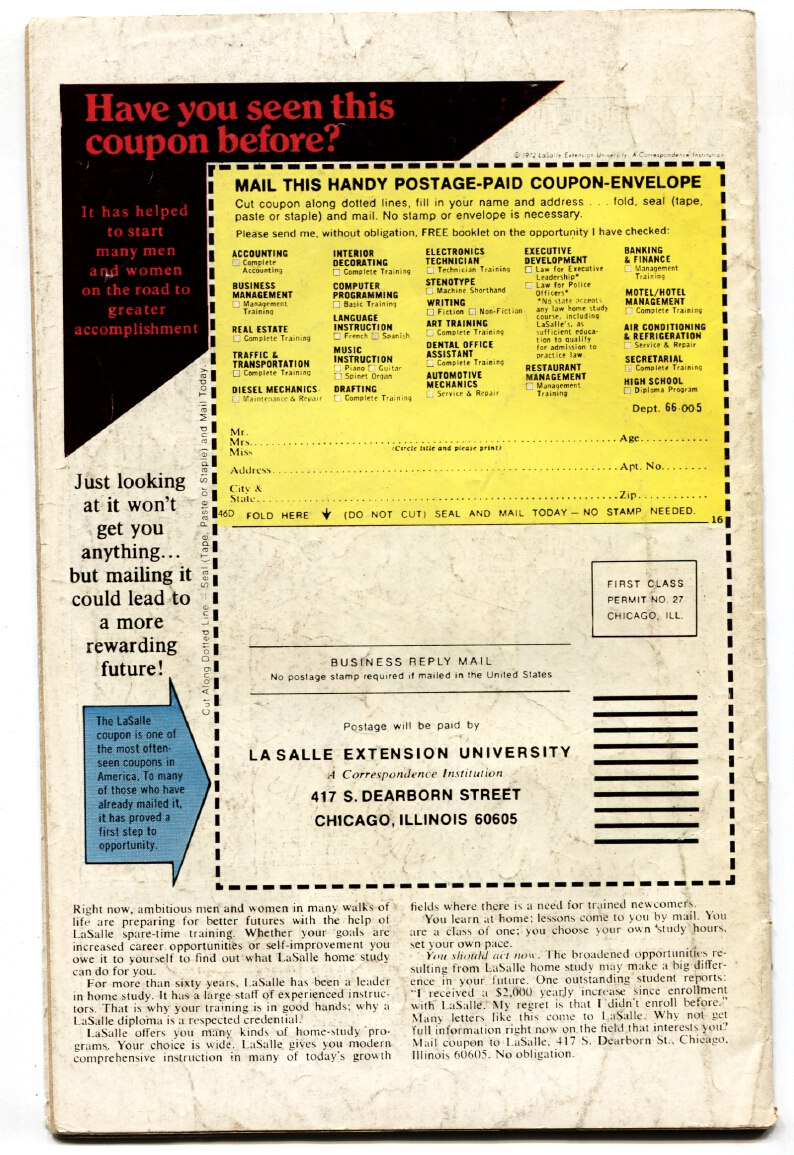 Have you seen this
coupon before?
© 1972 LaSalle Extension University, A Correspondence Institution
It has helped
to start
many men
and women
on the road to
greater
accomplishment
MAIL THIS HANDY POSTAGE-PAID COUPON-ENVELOPE
Cut coupon along dotted lines, fill in your name and address . . . fold, seal (tape,
paste or staple) and mail. No stamp or envelope is necessary.
Please send me, without obligation, FREE booklet on the opportunity I have checked:
ACCOUNTING
Complete
Accounting
BUSINESS
MANAGEMENT
Management
Training
REAL ESTATE
Complete Training
TRAFFIC &
TRANSPORTATION
Complete Training
DIESEL MECHANICS
Maintenance & Repair
INTERIOR
DECORATING
Complete Training
COMPUTER
PROGRAMMING
Basic Training
LANGUAGE
INSTRUCTION
French Spanish
MUSIC
INSTRUCTION
Piano Guitar
Spinet Organ
DRAFTING
Complete Training
ELECTRONICS
TECHNICIAN
Technician Training
STENOTYPE
Machine Shorthand
WRITING
Fiction Non-Fiction
ART TRAINING
Complete Training
DENTAL OFFICE
ASSISTANT
Complete Training
AUTOMOTIVE
MECHANICS
Service & Repair
EXECUTIVE
DEVELOPMENT
Law for Executive
Leadership*
Law for Police
Officers*
*No state accepts
any law home study
course, including
LaSalle's, as
sufficient educa-
tion to qualify
for admission to
practice law.
RESTAURANT
MANAGEMENT
Management
Training
BANKING
& FINANCE
Management
Training
MOTEL/HOTEL
MANAGEMENT
Complete Training
AIR CONDITIONING
& REFRIGERATION
Service & Repair
SECRETARIAL
Complete Training
HIGH SCHOOL
Diploma Program
Dept. 66-005
Mr.
Mrs. Age
Miss (Circle title and please print)
Address Apt. No.
City &
State Zip
46D FOLD HERE (DO NOT CUT) SEAL AND MAIL TODAY — NO STAMP NEEDED. 16
Cut Along Dotted Line — Seal (Tape, Paste or Staple) and Mail Today.
Just looking
at it won't
get you
anything...
but mailing it
could lead to
a more
rewarding
future!
FIRST CLASS
PERMIT NO. 27
CHICAGO, ILL.
BUSINESS REPLY MAIL
No postage stamp required if mailed in the United States
Postage will be paid by
LA SALLE EXTENSION UNIVERSITY
A Correspondence Institution
417 S. DEARBORN STREET
CHICAGO, ILLINOIS 60605
The LaSalle
coupon is one of
the most often-
seen coupons in
America. To many
of those who have
already mailed it,
it has proved a
first step to
opportunity.
Right now, ambitious men and women in many walks of
life are preparing for better futures with the help of
LaSalle spare-time training. Whether your goals are
increased career opportunities or self-improvement you
owe it to yourself to find out what LaSalle home study
can do for you.
For more than sixty years, LaSalle has been a leader
in home study. It has a large staff of experienced instruc-
tors. That is why your training is in good hands; why a
LaSalle diploma is a respected credential.
LaSalle offers you many kinds of home-study pro-
grams. Your choice is wide. LaSalle gives you modern
comprehensive instruction in many of today's growth
fields where there is a need for trained newcomers.
You learn at home; lessons come to you by mail. You
are a class of one; you choose your own study hours,
set your own pace.
You should act now. The broadened opportunities re-
sulting from LaSalle home study may make a big differ-
ence in your future. One outstanding student reports:
"I received a $2,000 yearly increase since enrollment
with LaSalle. My regret is that I didn't enroll before."
Many letters like this come to LaSalle. Why not get
full information right now on the field that interests you?
Mail coupon to LaSalle, 417 S. Dearborn St., Chicago,
Illinois 60605. No obligation.